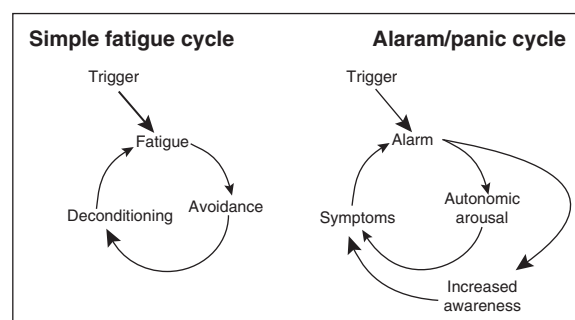 Simple fatigue cycle
Trigger
Fatigue
Avoidance
Deconditioning
Alaram/panic cycle
Trigger
Alarm
Autonomic
arousal
Symptoms
Increased
awareness